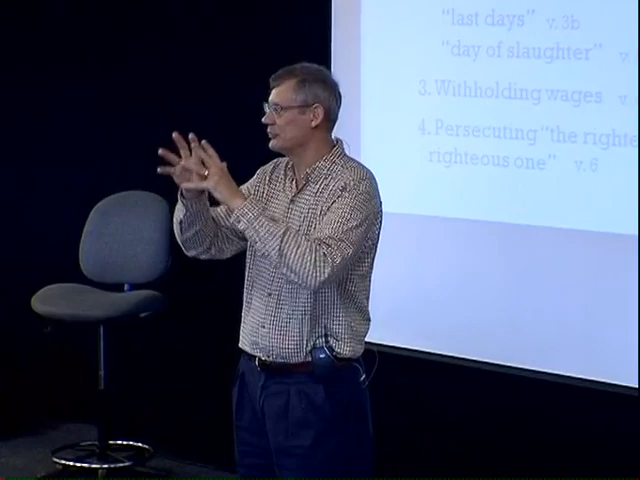 "last days" v. 3b
"day of slaughter" v
3. Withholding wages v
4. Persecuting "the righte
righteous one" v. 6